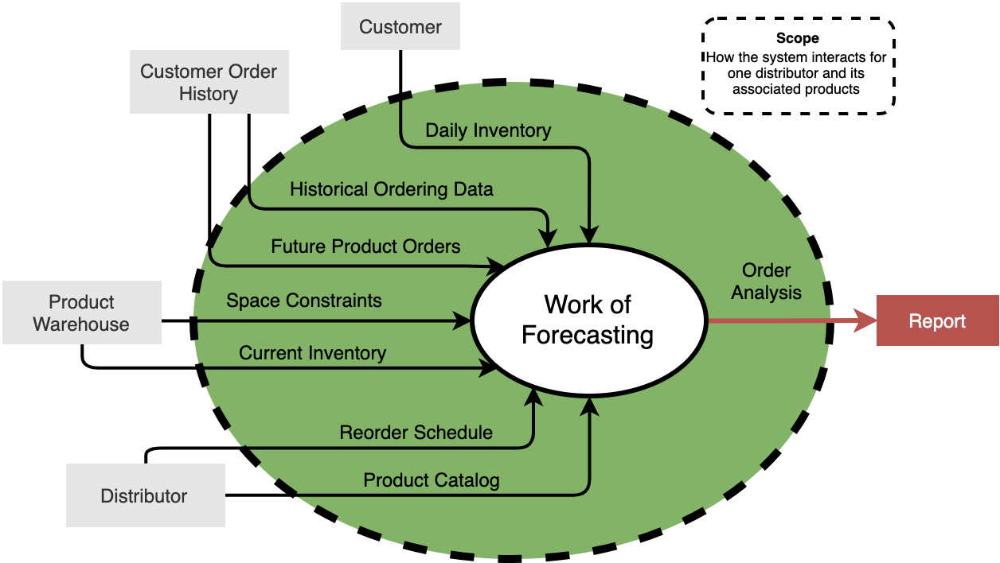 Customer
Customer Order
History
Scope
How the system interacts for
one distributor and its
associated products
Daily Inventory
Historical Ordering Data
Future Product Orders
Order
Analysis
Product
Warehouse
Space Constraints
Work of
Forecasting
Report
Current Inventory
Reorder Schedule
Product Catalog
Distributor